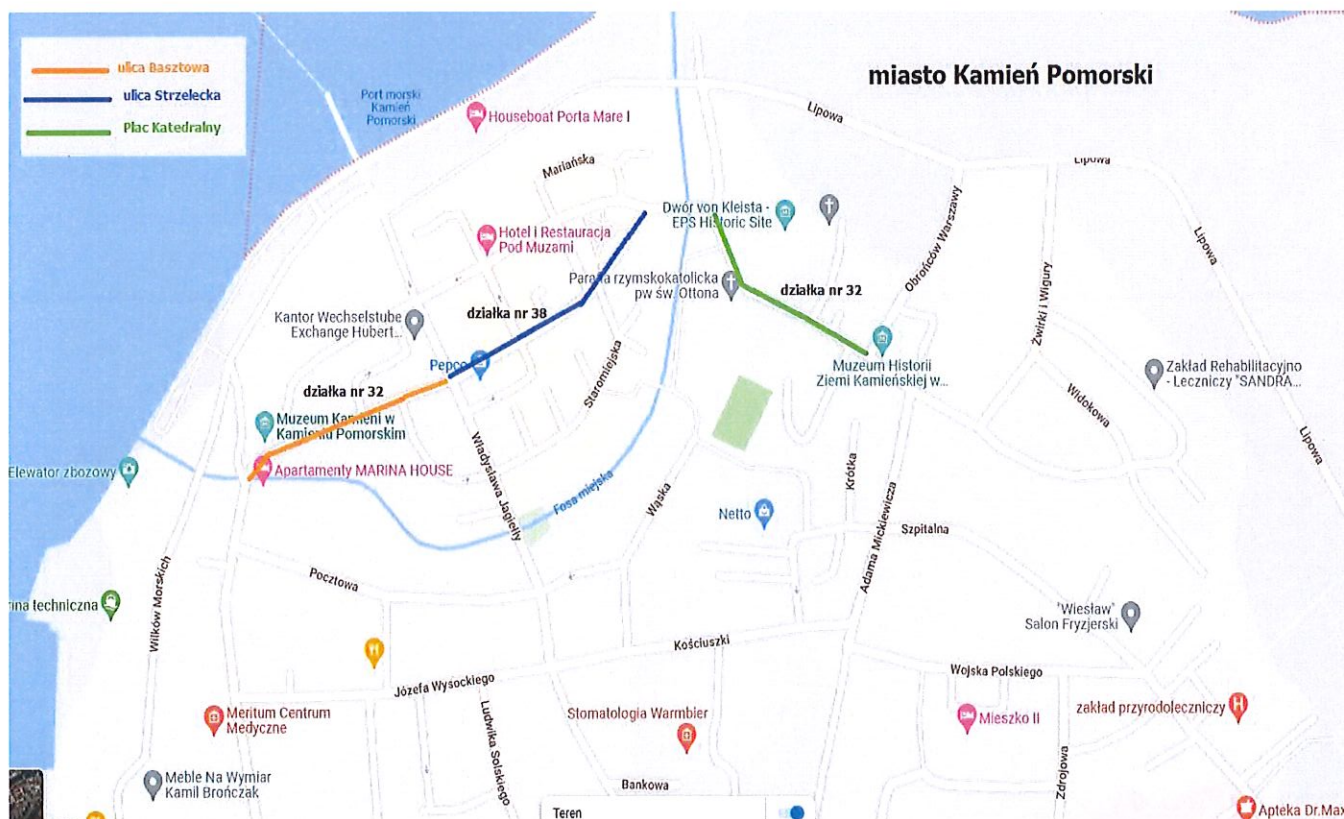 ulica Basztowa
ulica Strzelecka
Plac Katedralny
miasto Kamień Pomorski
Port morski
Kamień
Pomorski
Houseboat Porta Mare I
Lipowa
Lipowa
Mariańska
Dwór von Kleista -
EPS Historic Site
Obrońców Warszawy
Lipowa
Hotel i Restauracja
Pod Muzami
Parafia rzymskokatolicka
pw św. Ottona
działka nr 32
Żwirki i Wigury
działka nr 38
Kantor Wechselstube
Exchange Hubert...
Pepco
Staromiejska
Muzeum Historii
Ziemi Kamieńskiej w...
Zakład Rehabilitacyjno
- Leczniczy "SANDRA...
działka nr 32
Widokowa
Muzeum Kamieni w
Kamieniu Pomorskim
Lipowa
Elewator zbożowy
Apartamenty MARINA HOUSE
Władysława Jagiełły
Fosa miejska
Wąska
Krótka
Netto
Szpitalna
Adama Mickiewicza
Pocztowa
Wilków Morskich
rina techniczna
"Wiesław"
Salon Fryzjerski
Kościuszki
Wojska Polskiego
Józefa Wysockiego
Meritum Centrum
Medyczne
Ludwika Solskiego
Stomatologia Warmbier
Mieszko II
zakład przyrodoleczniczy
H
Zdrojowa
Meble Na Wymiar
Kamil Brończak
Bankowa
Teren
Apteka Dr.Max